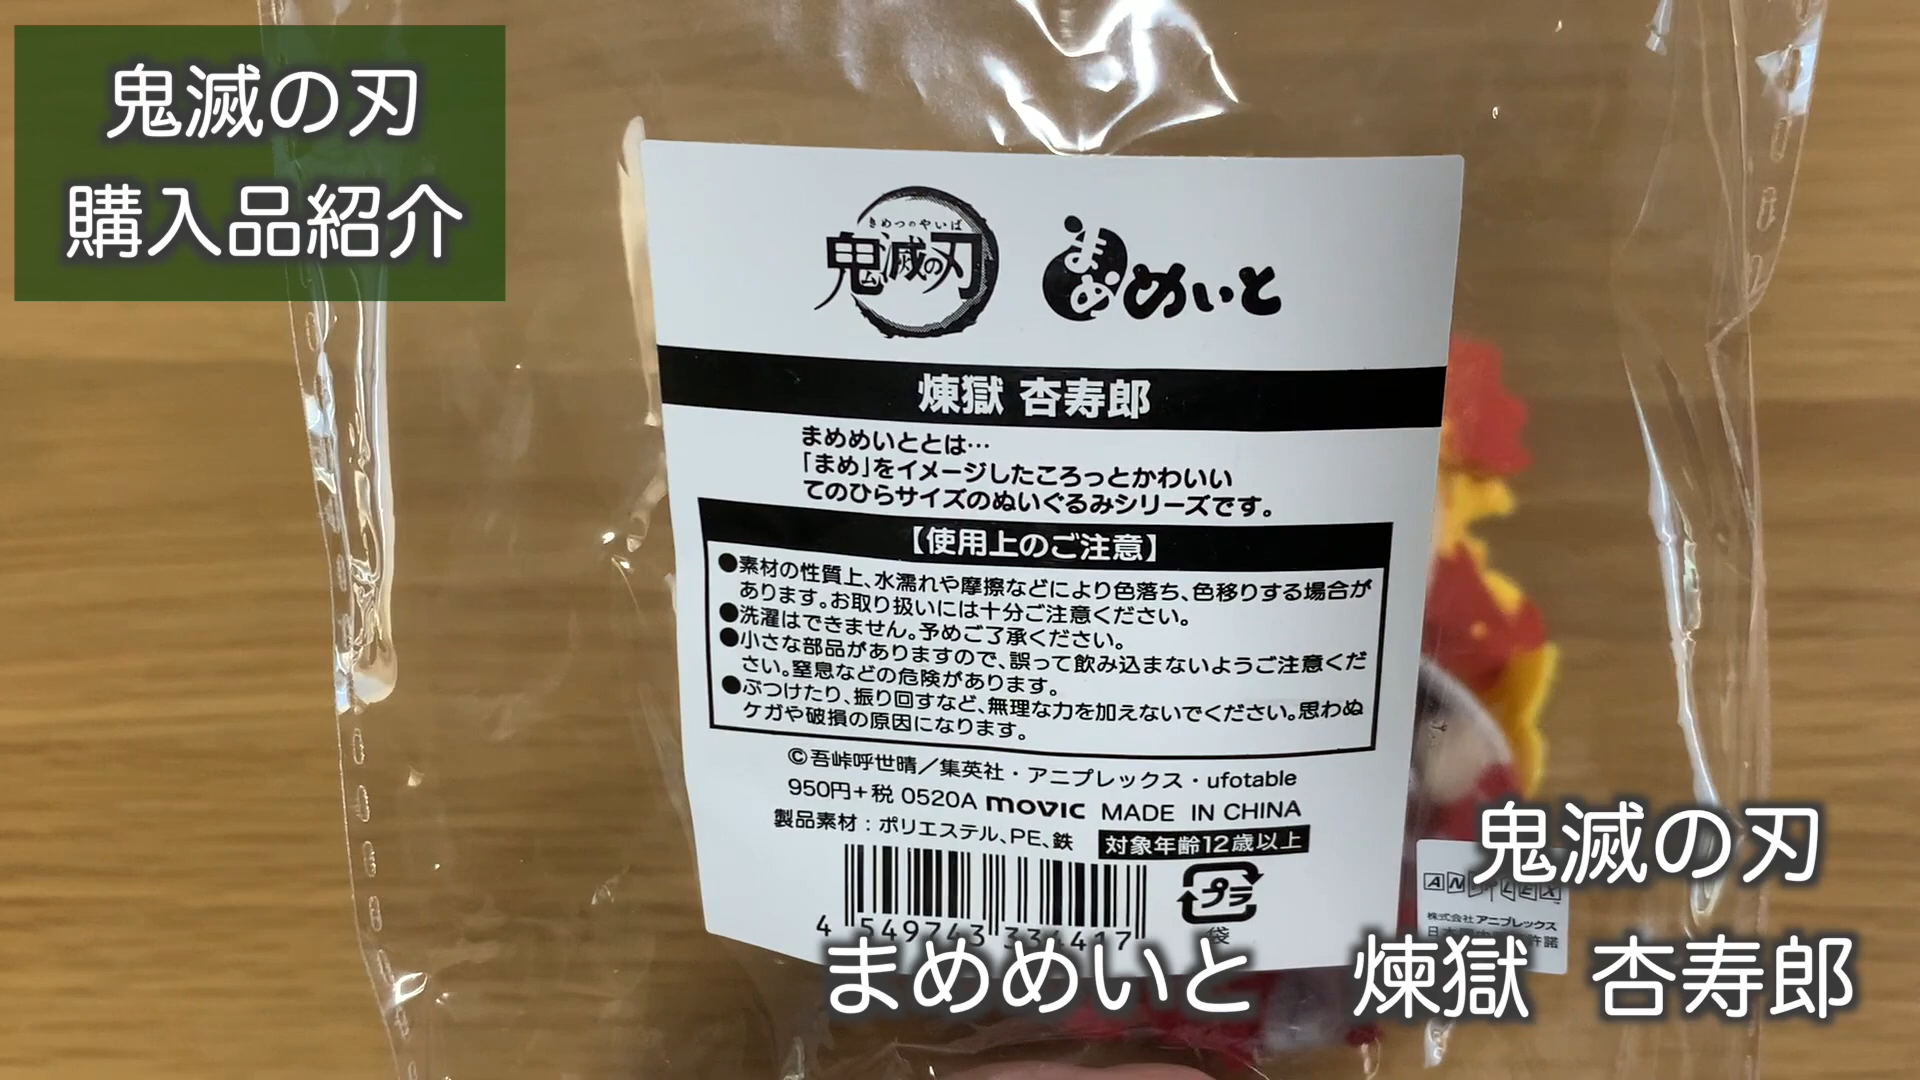 鬼滅の刃
購入品紹介
きめつのやいば
鬼滅の刃
まめめいと
煉獄 杏寿郎
まめめいととは…
「まめ」をイメージしたころっとかわいい
てのひらサイズのぬいぐるみシリーズです。
【使用上のご注意】
●素材の性質上、水濡れや摩擦などにより色落ち、色移りする場合が
あります。お取り扱いには十分ご注意ください。
●洗濯はできません。予めご了承ください。
●小さな部品がありますので、誤って飲み込まないようご注意くだ
さい。窒息などの危険があります。
●ぶつけたり、振り回すなど、無理な力を加えないでください。思わぬ
ケガや破損の原因になります。
©吾峠呼世晴／集英社・アニプレックス・ufotable
950円+税 0520A movic MADE IN CHINA
製品素材：ポリエステル、PE、鉄 対象年齢12歳以上
プラ
袋
4 549743 334417
ANIPLEX
株式会社アニプレックス
鬼滅の刃
まめめいと 煉獄 杏寿郎